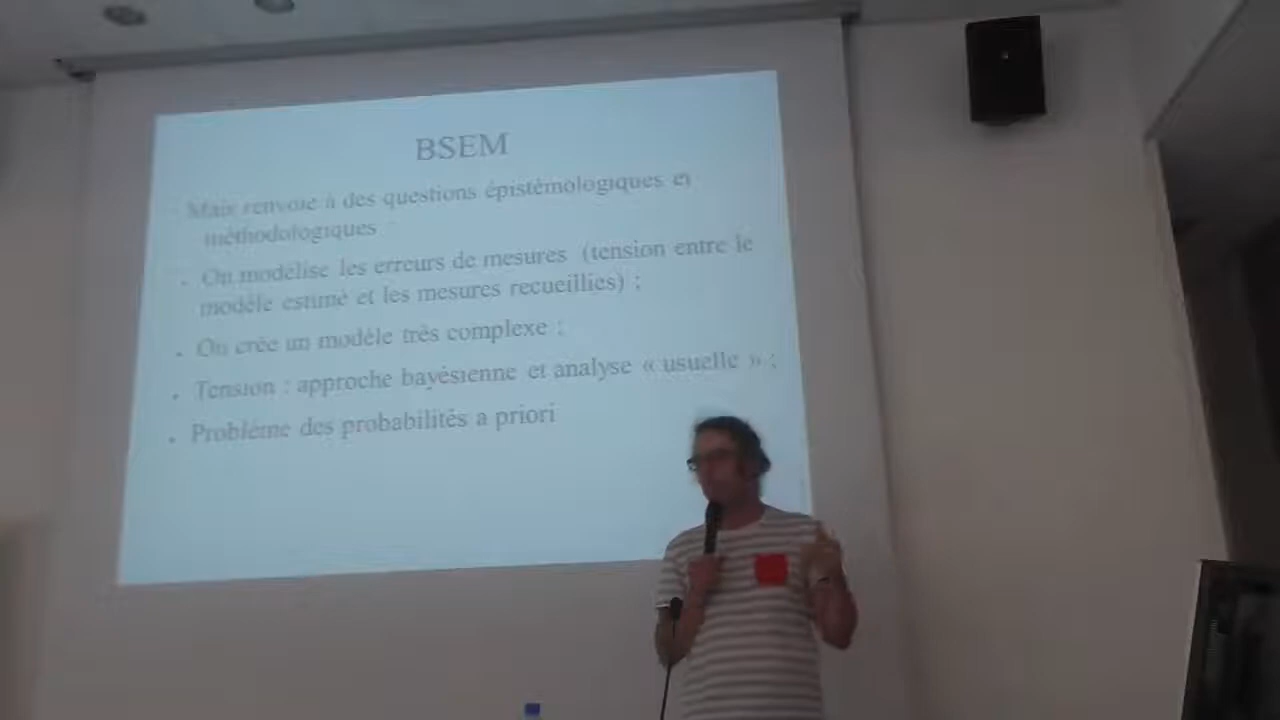 BSEM
Mais renvoie à des questions épistémologiques et
méthodologiques
• On modélise les erreurs de mesures (tension entre le
modèle estimé et les mesures recueillies) ;
• On crée un modèle très complexe ;
• Tension : approche bayésienne et analyse « usuelle » ;
• Problème des probabilités a priori